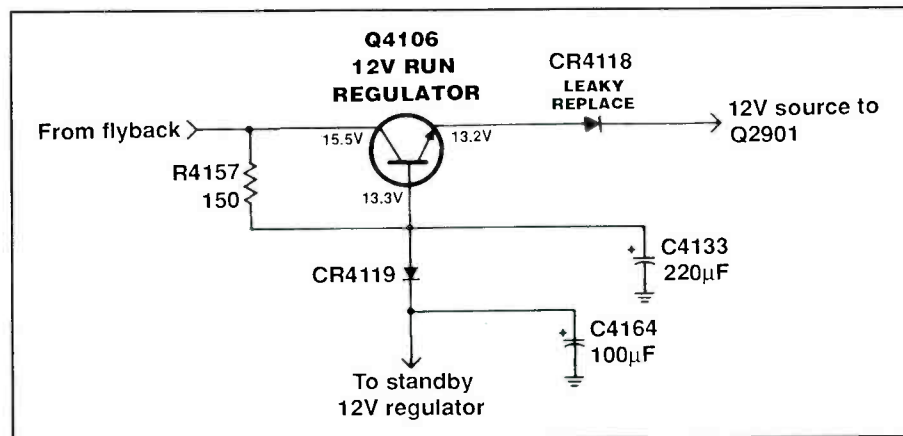 Q4106
12V RUN
REGULATOR
CR4118
LEAKY
REPLACE
From flyback
15.5V
13.2V
12V source to
Q2901
R4157
150
13.3V
+
C4133
220µF
CR4119
+
C4164
100µF
To standby
12V regulator